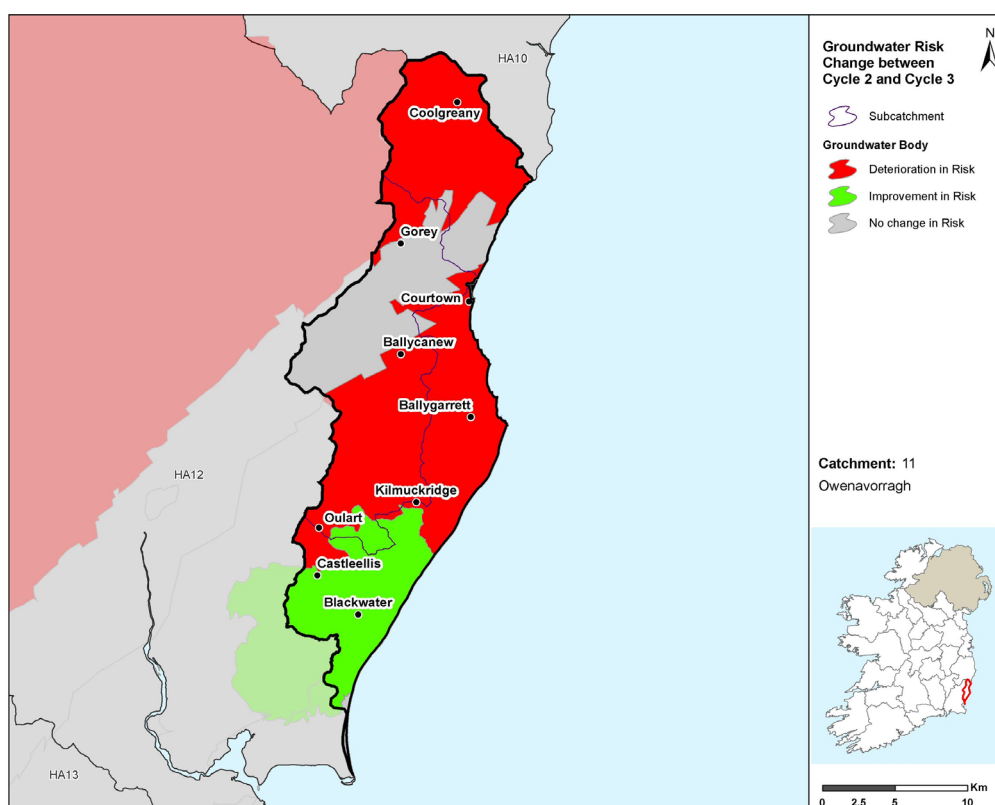 Groundwater Risk
Change between
Cycle 2 and Cycle 3
N
Subcatchment
Groundwater Body
Deterioration in Risk
Improvement in Risk
No change in Risk
Catchment: 11
Owenavorragh
Km
0 2.5 5 10
HA10
Coolgreany
Gorey
Courtown
Ballycanew
Ballygarrett
HA12
Kilmuckridge
Oulart
Castleellis
Blackwater
HA13